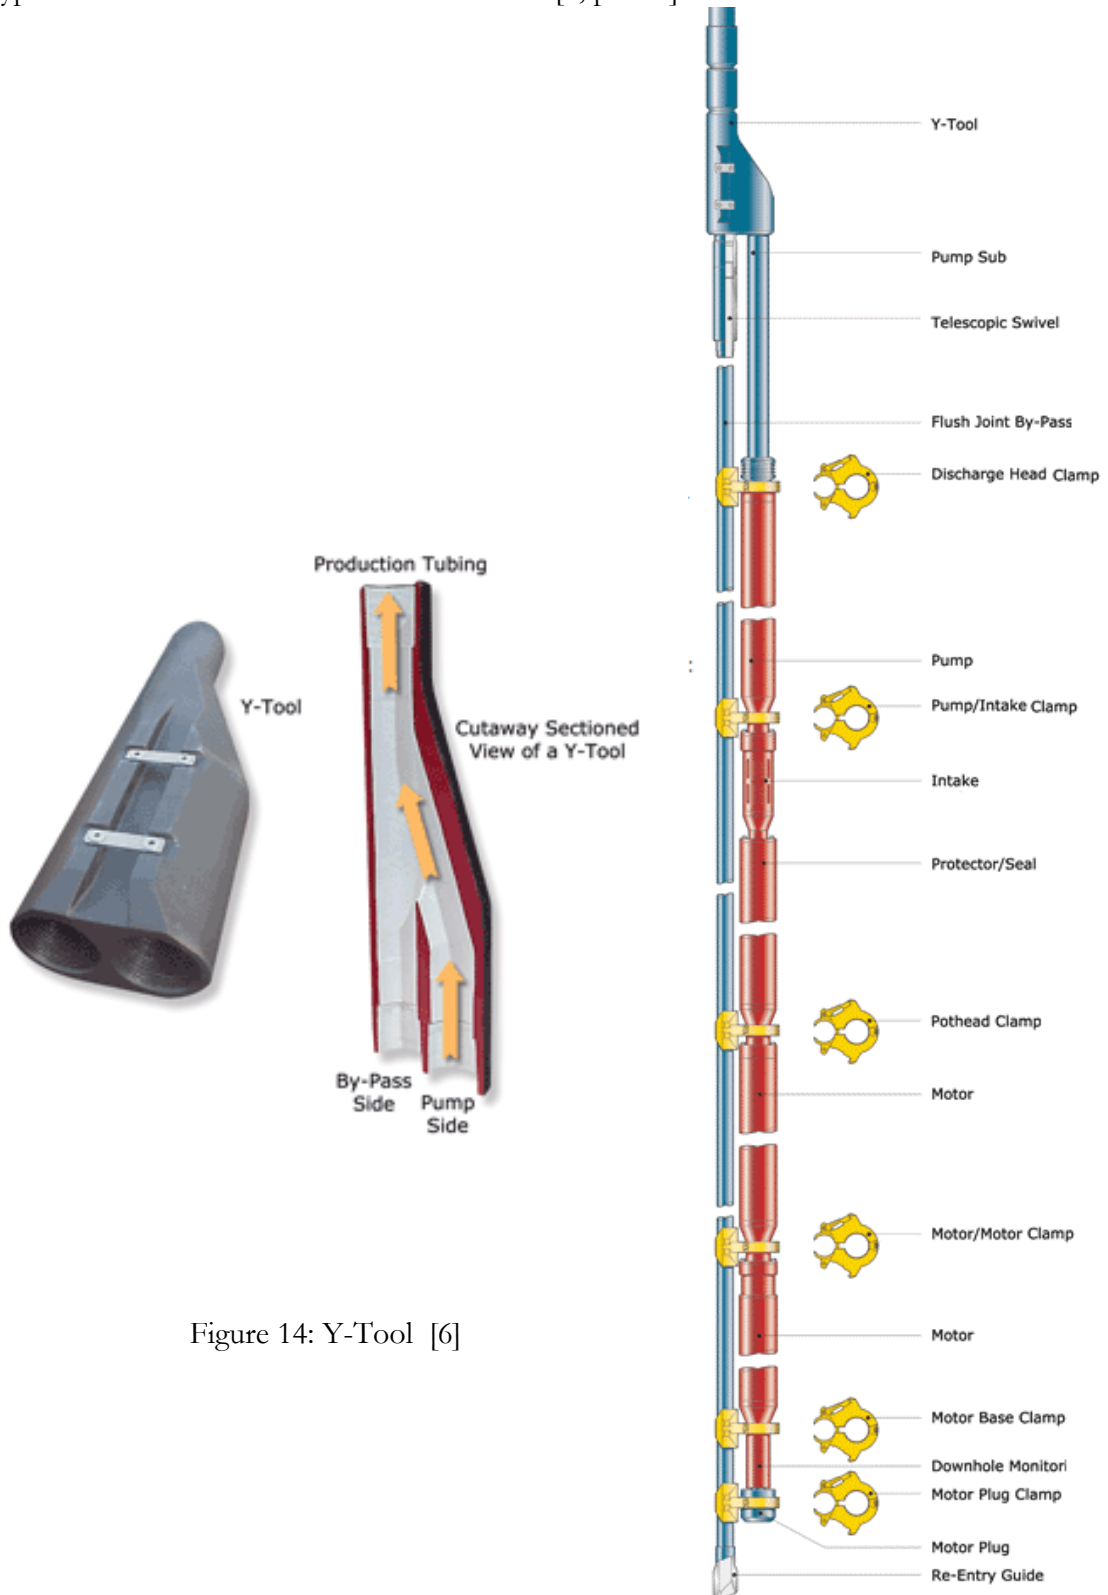 Y-Tool
Pump Sub
Telescopic Swivel
Flush Joint By-Pass
Discharge Head Clamp
Production Tubing
Y-Tool
Cutaway Sectioned
View of a Y-Tool
By-Pass
Side
Pump
Side
:
Pump
Pump/Intake Clamp
Intake
Protector/Seal
Pothead Clamp
Motor
Motor/Motor Clamp
Motor
Motor Base Clamp
Downhole Monitori
Motor Plug Clamp
Motor Plug
Re-Entry Guide
Figure 14: Y-Tool [6]